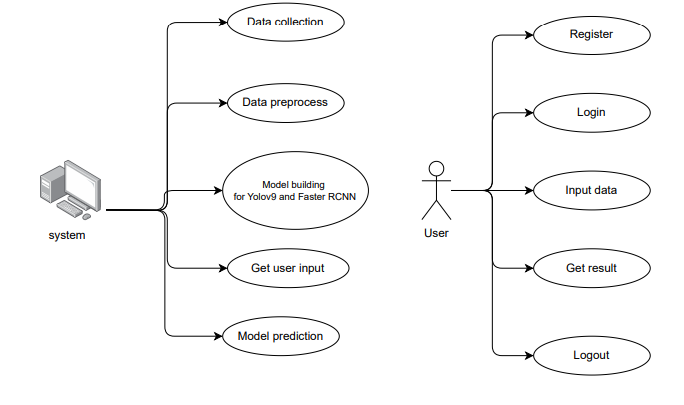 Data collection
Data preprocess
Model building
for Yolov9 and Faster RCNN
system
Get user input
Model prediction
Register
Login
Input data
User
Get result
Logout